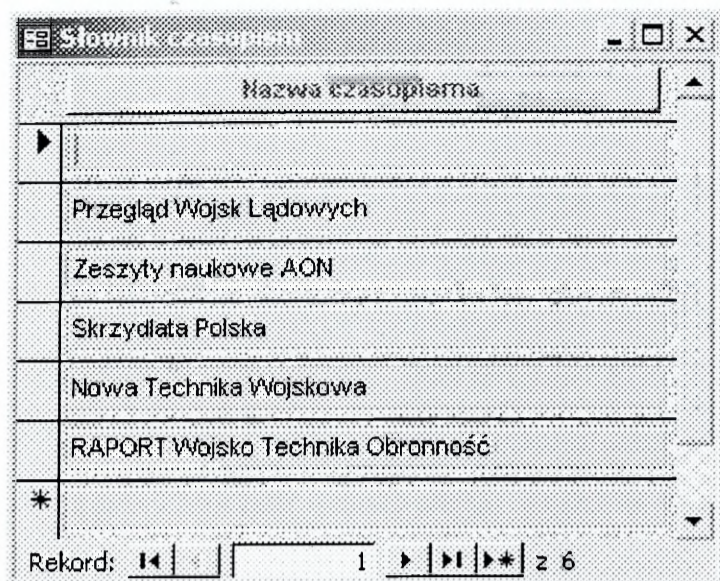 Słownik czasopism
Nazwa czasopisma
Przegląd Wojsk Lądowych
Zeszyty naukowe AON
Skrzydlata Polska
Nowa Technika Wojskowa
RAPORT Wojsko Technika Obronność
Rekord: 1 z 6